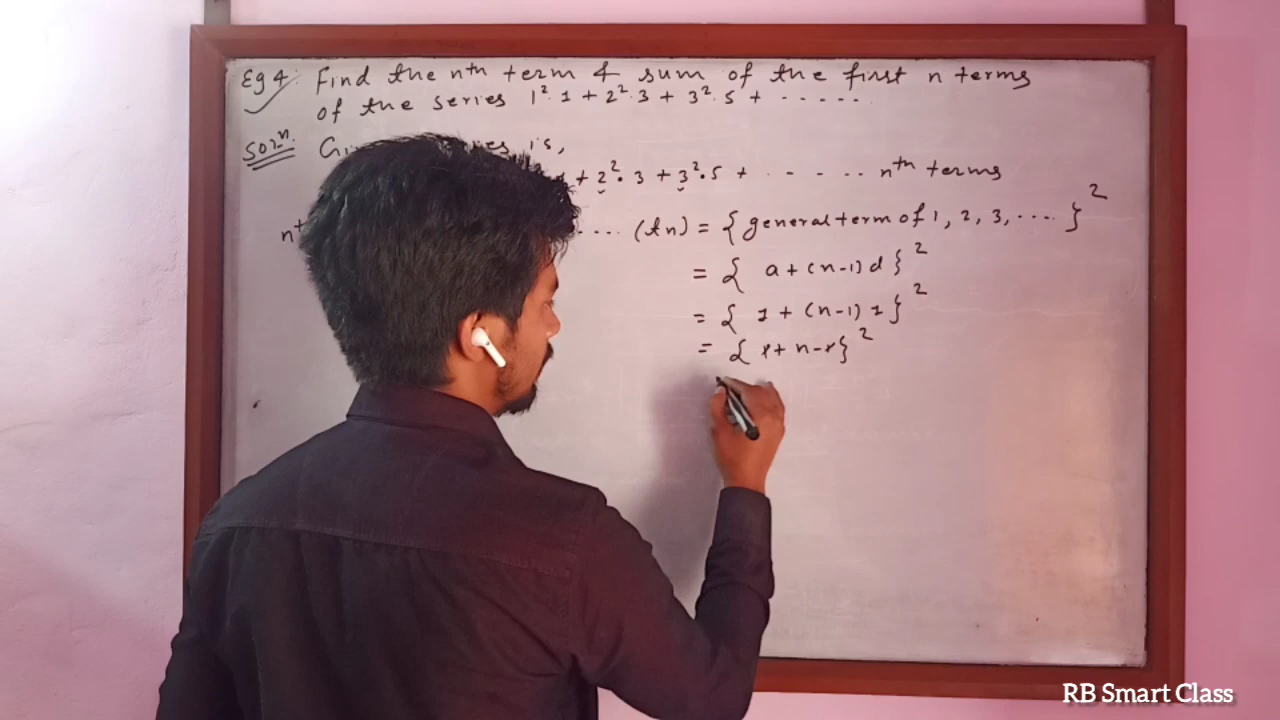 Eg 4: Find the nth term & sum of the first n terms
of the series 1². 1 + 2². 3 + 3². 5 + .....
Solⁿ: is,
+ 2². 3 + 3². 5 + . - - - .. nth terms
.... (tn) = { general term of 1, 2, 3, .... }²
= { a + (n-1) d }²
= { 1 + (n-1) 1 }²
= { 1 + n - 1 }²
RB Smart Class